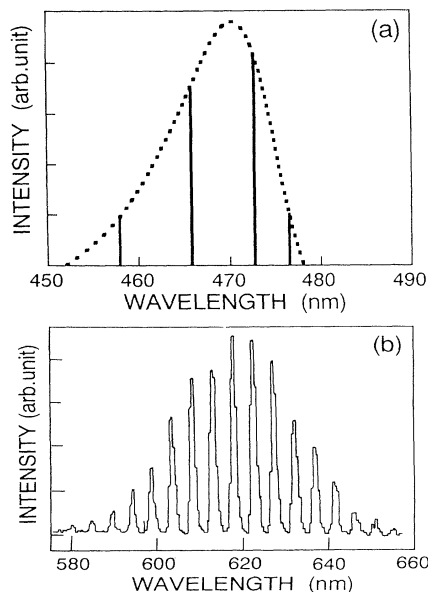 (a)
INTENSITY (arb.unit)
450 460 470 480 490
WAVELENGTH (nm)
(b)
INTENSITY (arb.unit)
580 600 620 640 660
WAVELENGTH (nm)